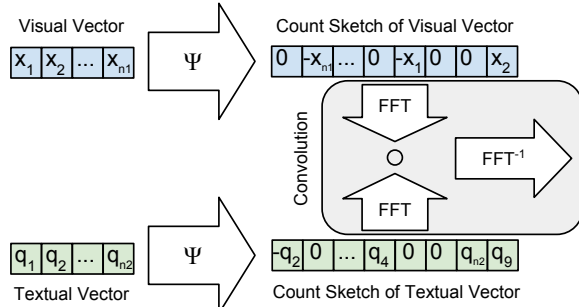 Visual Vector
Count Sketch of Visual Vector
x1 x2 ... xn1
Ψ
0 -xn1 ... 0 -x1 0 0 x2
Convolution
FFT
FFT-1
FFT
q1 q2 ... qn2
Ψ
-q2 0 ... q4 0 0 qn2 q9
Textual Vector
Count Sketch of Textual Vector